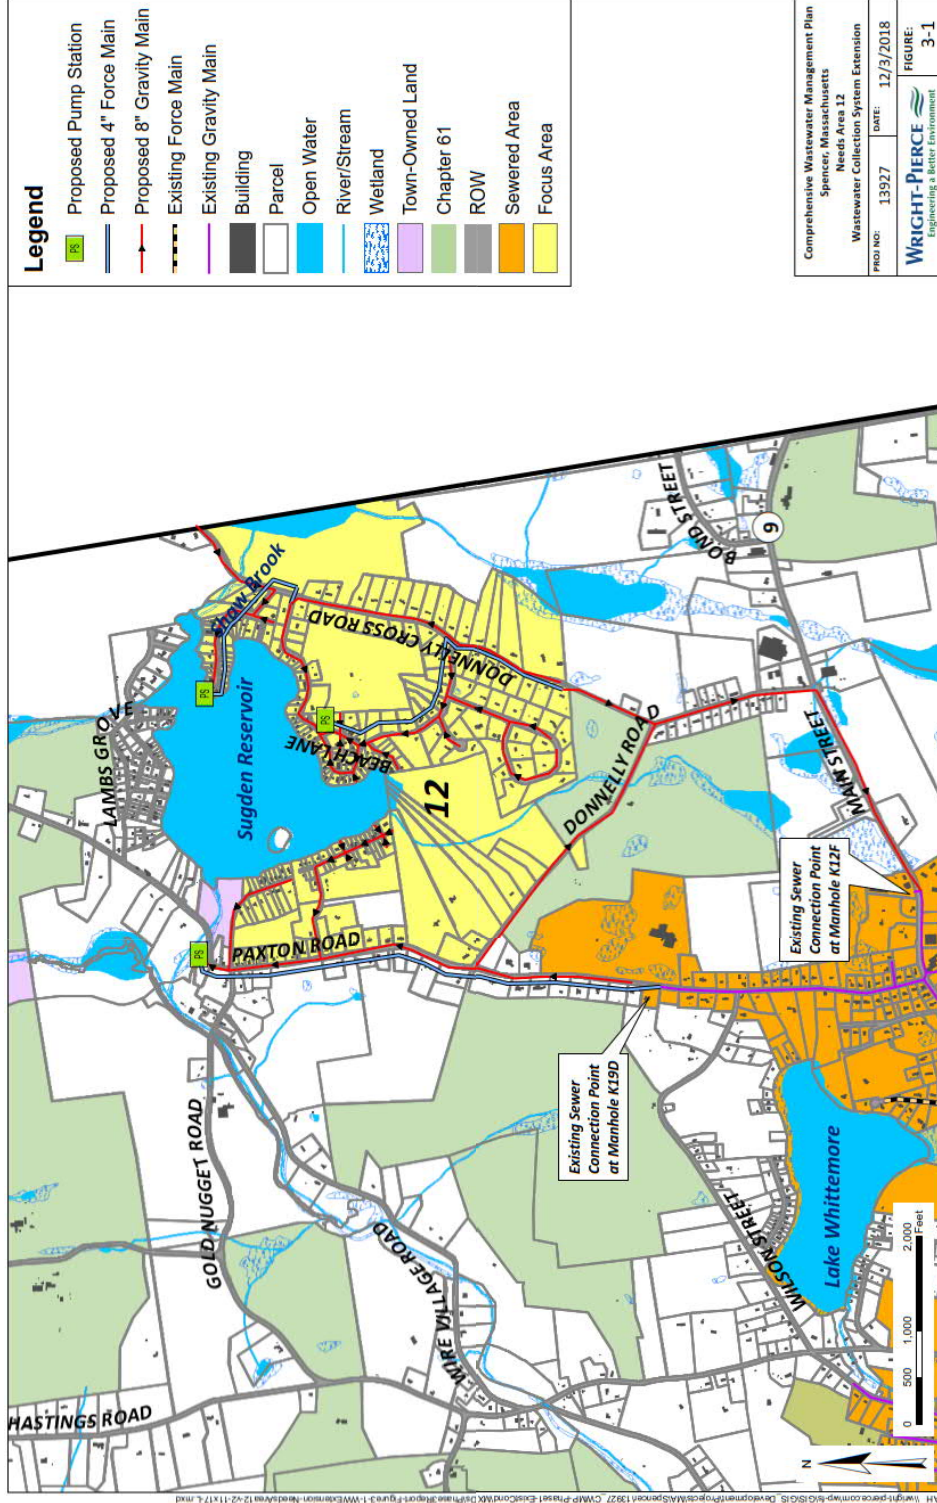 Legend
PS
Proposed Pump Station
Proposed 4" Force Main
Proposed 8" Gravity Main
Existing Force Main
Existing Gravity Main
Building
Parcel
Open Water
River/Stream
Wetland
Town-Owned Land
Chapter 61
ROW
Sewered Area
Focus Area
Comprehensive Wastewater Management Plan
Spencer, Massachusetts
Needs Area 12
Wastewater Collection System Extension
PROJ NO: 13927
DATE: 12/3/2018
WRIGHT-PIERCE
Engineering a Better Environment
FIGURE:
3-1
HASTINGS ROAD
GOLD NUGGET ROAD
WIRE VILLAGE ROAD
LAMBS GROVE
Sugden Reservoir
Shaw Brook
PS
PS
PS
PAXTON ROAD
BEACH LANE
12
DONNELLY CROSS ROAD
DONNELLY ROAD
BOND STREET
9
MAIN STREET
Existing Sewer
Connection Point
at Manhole K19D
Existing Sewer
Connection Point
at Manhole K12F
WILSON STREET
Lake Whittemore
N
0 500 1,000 2,000
Feet